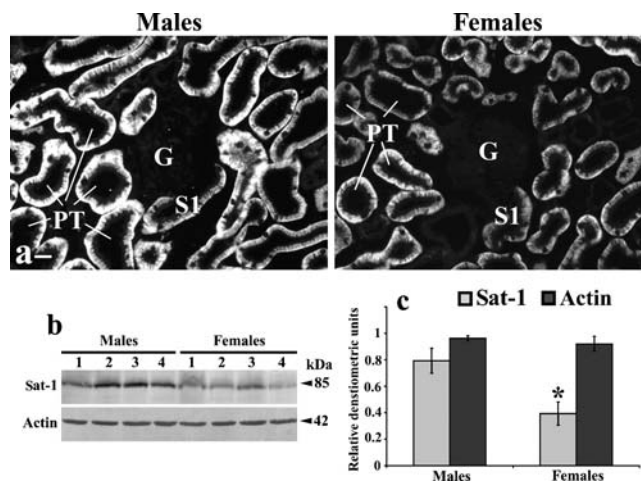 Males
Females
G
G
PT
S1
PT
S1
PT
a
b
Males
Females
1 2 3 4 1 2 3 4 kDa
Sat-1
85
Actin
42
c
Sat-1
Actin
Relative denstiometric units
1
0.8
0.6
0.4
0.2
0
*
Males
Females